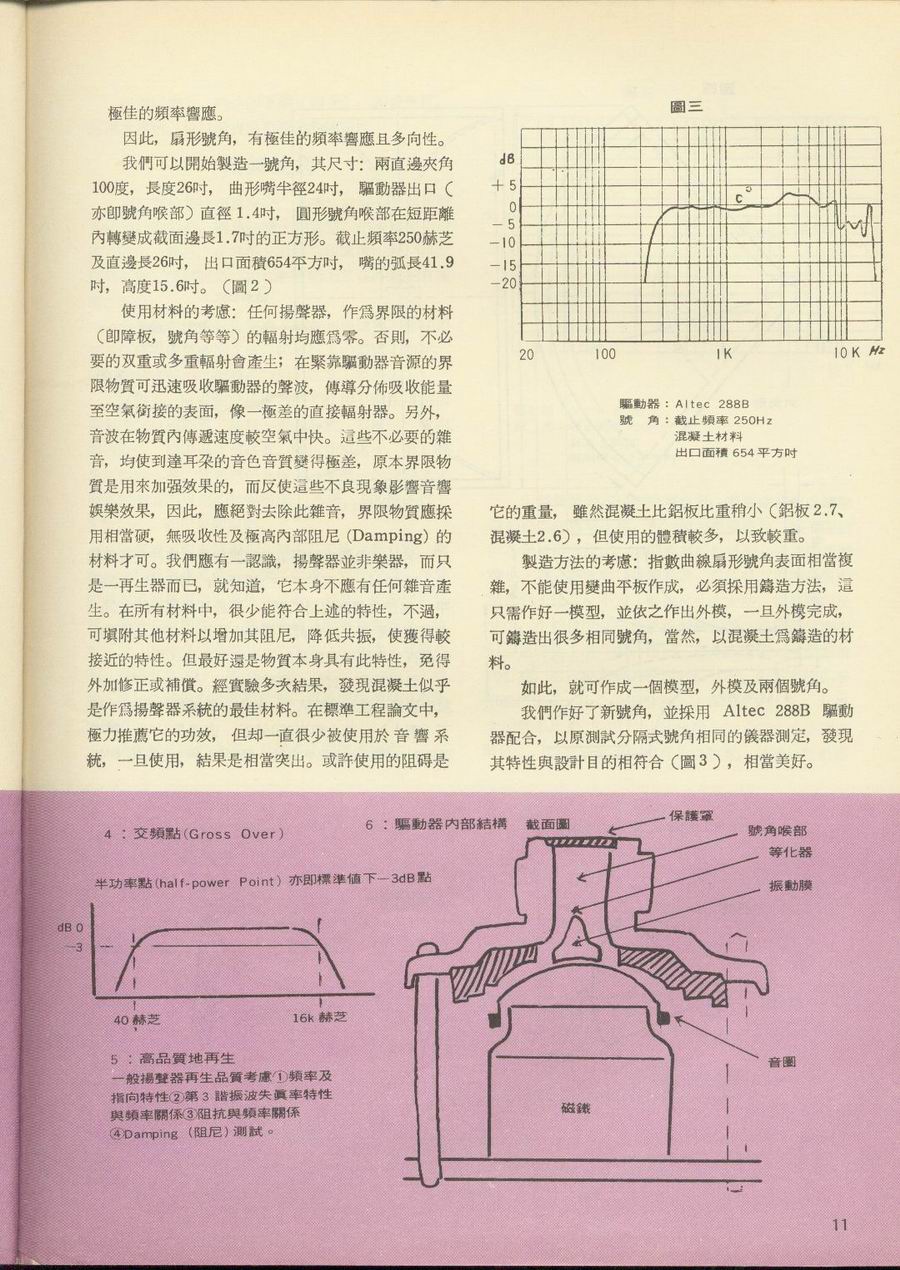 極佳的頻率響應。
因此，扇形號角，有極佳的頻率響應且多向性。
我們可以開始製造一號角，其尺寸：兩直邊夾角
100度，長度26吋， 曲形嘴半徑24吋， 驅動器出口（
亦卽號角喉部）直徑 1.4吋， 圓形號角喉部在短距離
內轉變成截面邊長1.7吋的正方形。截止頻率250赫芝
及直邊長26吋， 出口面積654平方吋， 嘴的弧長41.9
吋，高度15.6吋。（圖2）
使用材料的考慮：任何揚聲器，作爲界限的材料
（卽障板，號角等等）的輻射均應爲零。否則，不必
要的双重或多重輻射會產生；在緊靠驅動器音源的界
限物質可迅速吸收驅動器的聲波，傳導分佈吸收能量
至空氣銜接的表面，像一極差的直接輻射器。另外，
音波在物質內傳遞速度較空氣中快。這些不必要的雜
音，均使到達耳朶的音色音質變得極差，原本界限物
質是用來加强效果的，而反使這些不良現象影響音響
娛樂效果，因此，應絕對去除此雜音，界限物質應採
用相當硬，無吸收性及極高內部阻尼 (Damping) 的
材料才可。我們應有一認識，揚聲器並非樂器，而只
是一再生器而已，就知道，它本身不應有任何雜音產
生。在所有材料中，很少能符合上述的特性，不過，
可塡附其他材料以增加其阻尼，降低共振，使獲得較
接近的特性。但最好還是物質本身具有此特性，免得
外加修正或補償。經實驗多次結果，發現混凝土似乎
是作爲揚聲器系統的最佳材料。在標準工程論文中，
極力推薦它的功效， 但却一直很少被使用於音響系
統，一旦使用，結果是相當突出。或許使用的阻碍是
圖三
dB
+5
0
-5
-10
-15
-20
C
20 100 1K 10K Hz
驅動器：Altec 288B
號　角：截止頻率 250Hz
混凝土材料
出口面積 654平方吋
它的重量， 雖然混凝土比鋁板比重稍小（鋁板2.7、
混凝土2.6），但使用的體積較多，以致較重。
製造方法的考慮：指數曲線扇形號角表面相當複
雜，不能使用變曲平板作成，必須採用鑄造方法，這
只需作好一模型，並依之作出外模，一旦外模完成，
可鑄造出很多相同號角，當然，以混凝土爲鑄造的材
料。
如此，就可作成一個模型，外模及兩個號角。
我們作好了新號角，並採用 Altec 288B 驅動
器配合，以原測試分隔式號角相同的儀器測定，發現
其特性與設計目的相符合（圖3），相當美好。
4：交頻點(Gross Over)
半功率點(half-power Point) 亦即標準値下-3dB點
dB 0
-3
40赫芝
16k赫芝
5：高品質地再生
一般揚聲器再生品質考慮①頻率及
指向特性②第3諧振波失眞率特性
與頻率關係③阻抗與頻率關係
④Damping (阻尼) 測試。
6：驅動器內部結構 截面圖
保護罩
號角喉部
等化器
振動膜
音圈
磁鐵
11